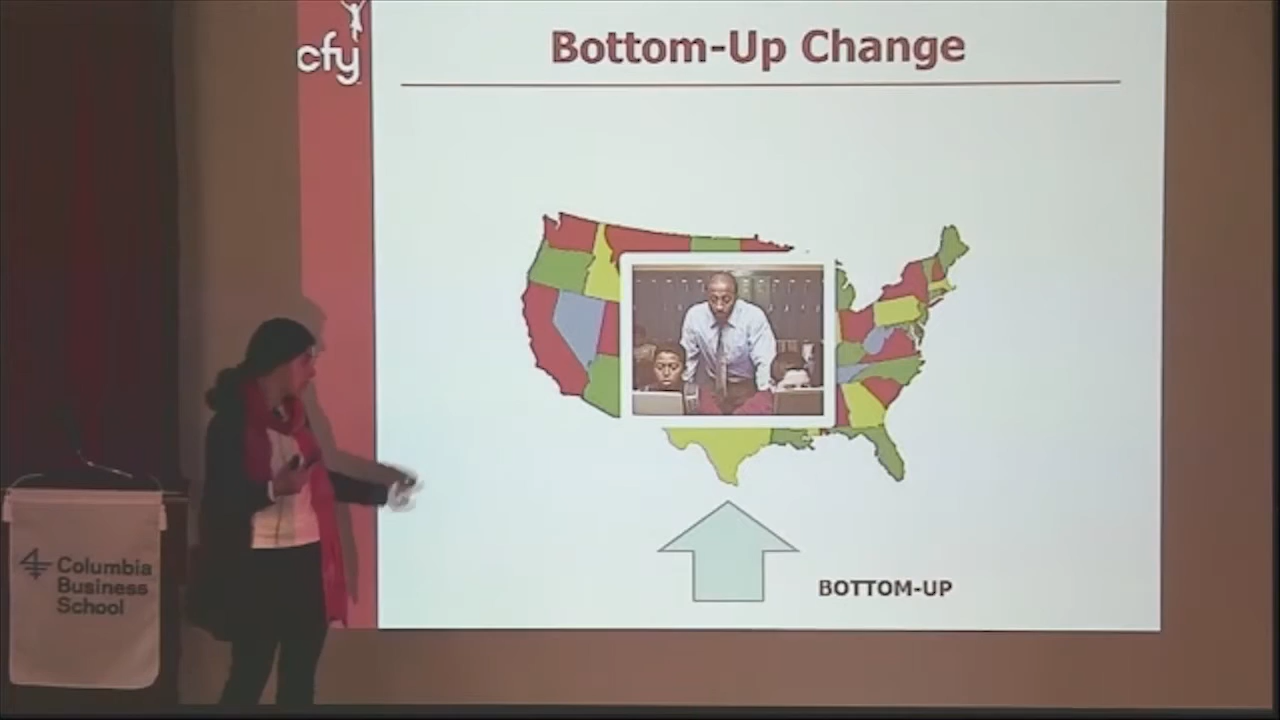 cfy
Bottom-Up Change
BOTTOM-UP
Columbia
Business
School